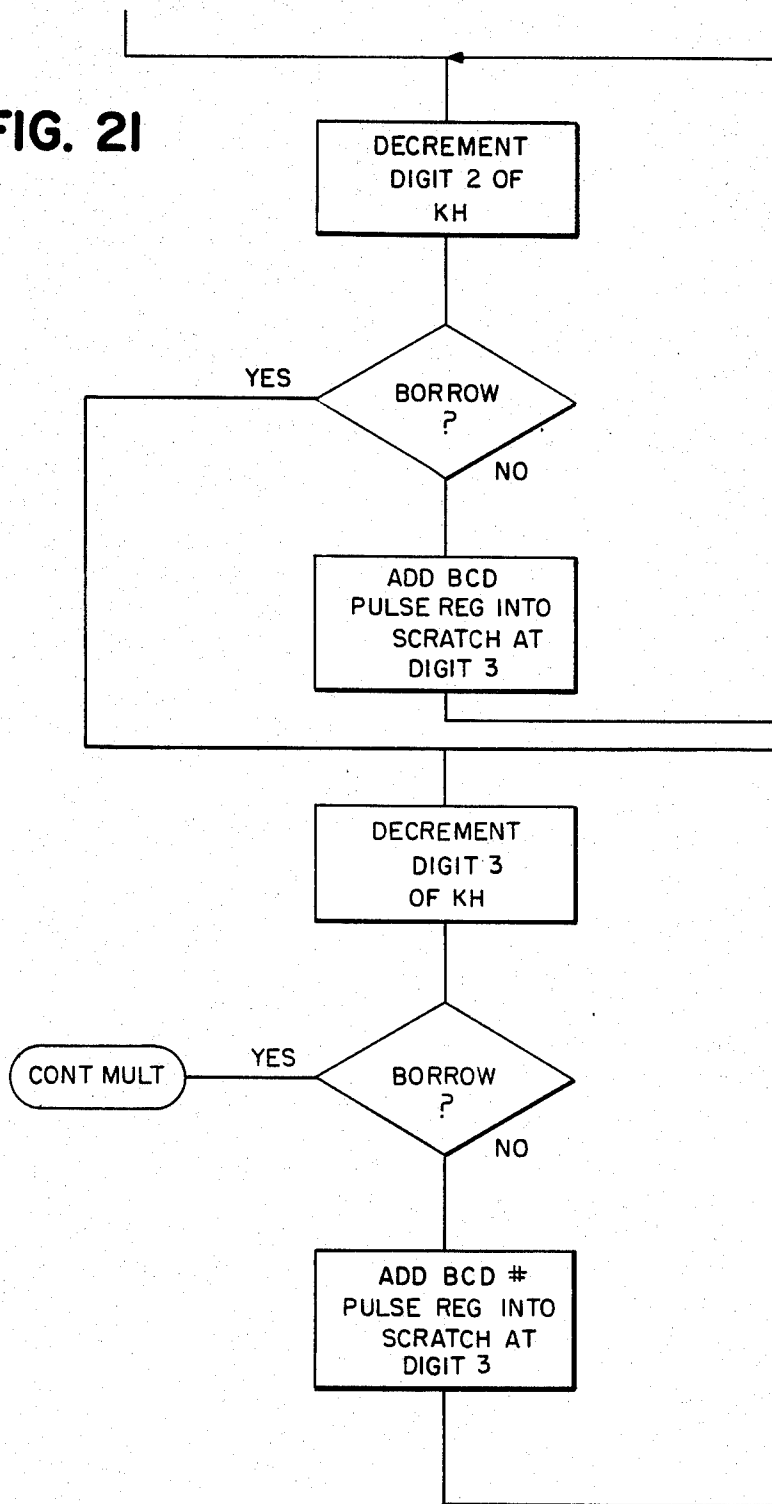 FIG. 21
DECREMENT
DIGIT 2 OF
KH
YES
BORROW
?
NO
ADD BCD
PULSE REG INTO
SCRATCH AT
DIGIT 3
DECREMENT
DIGIT 3
OF KH
CONT MULT
YES
BORROW
?
NO
ADD BCD #
PULSE REG INTO
SCRATCH AT
DIGIT 3